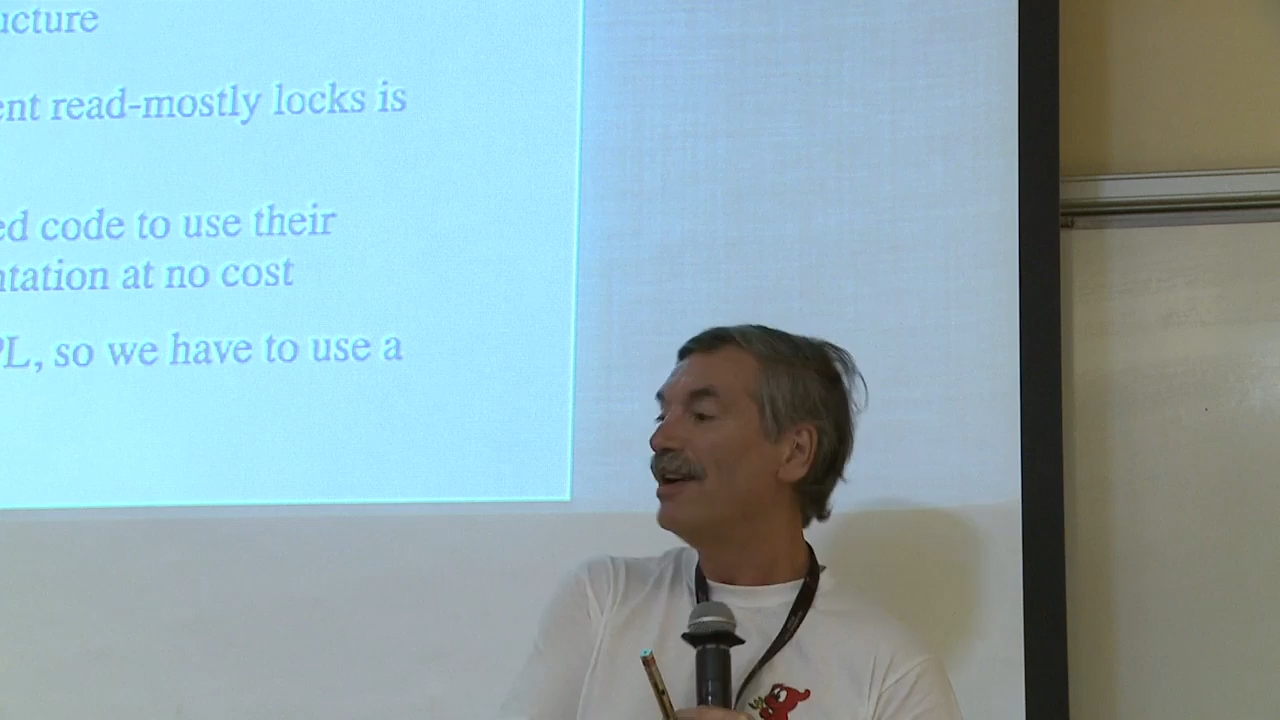 ucture
ent read-mostly locks is
ed code to use their
ntation at no cost
PL, so we have to use a